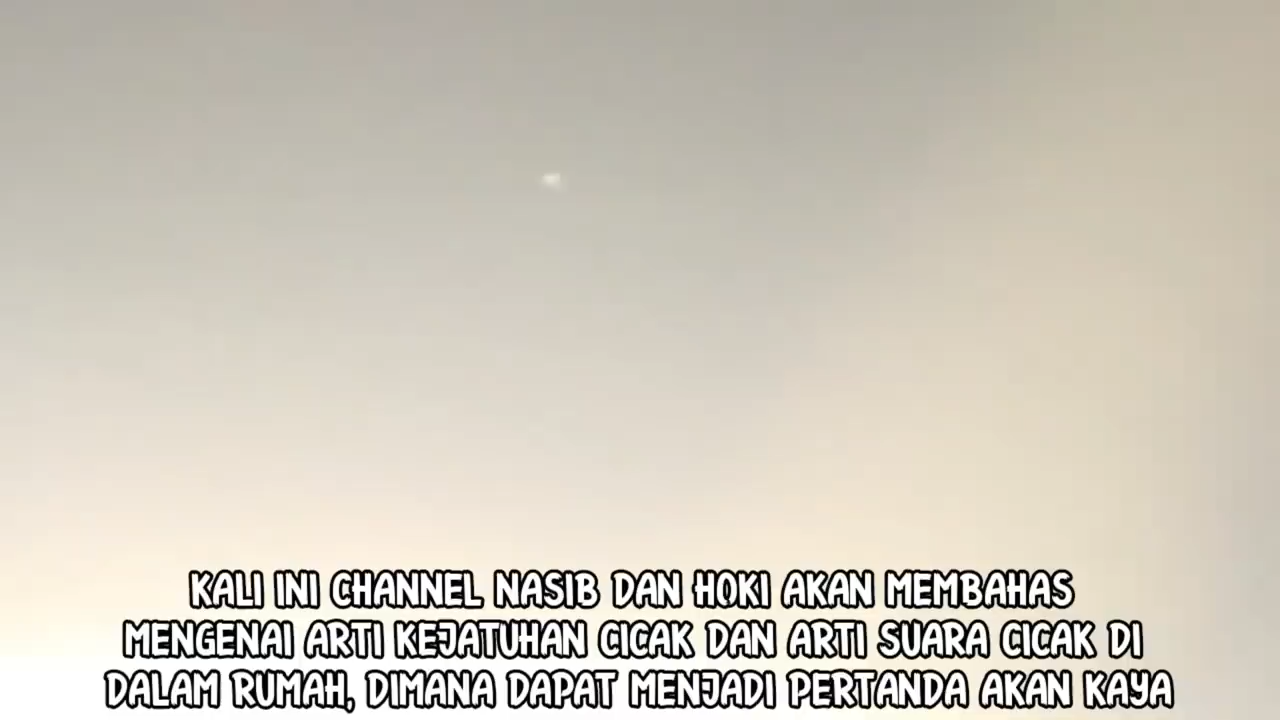 KALI INI CHANNEL NASIB DAN HOKI AKAN MEMBAHAS
MENGENAI ARTI KEJATUHAN CICAK DAN ARTI SUARA CICAK DI
DALAM RUMAH, DIMANA DAPAT MENJADI PERTANDA AKAN KAYA